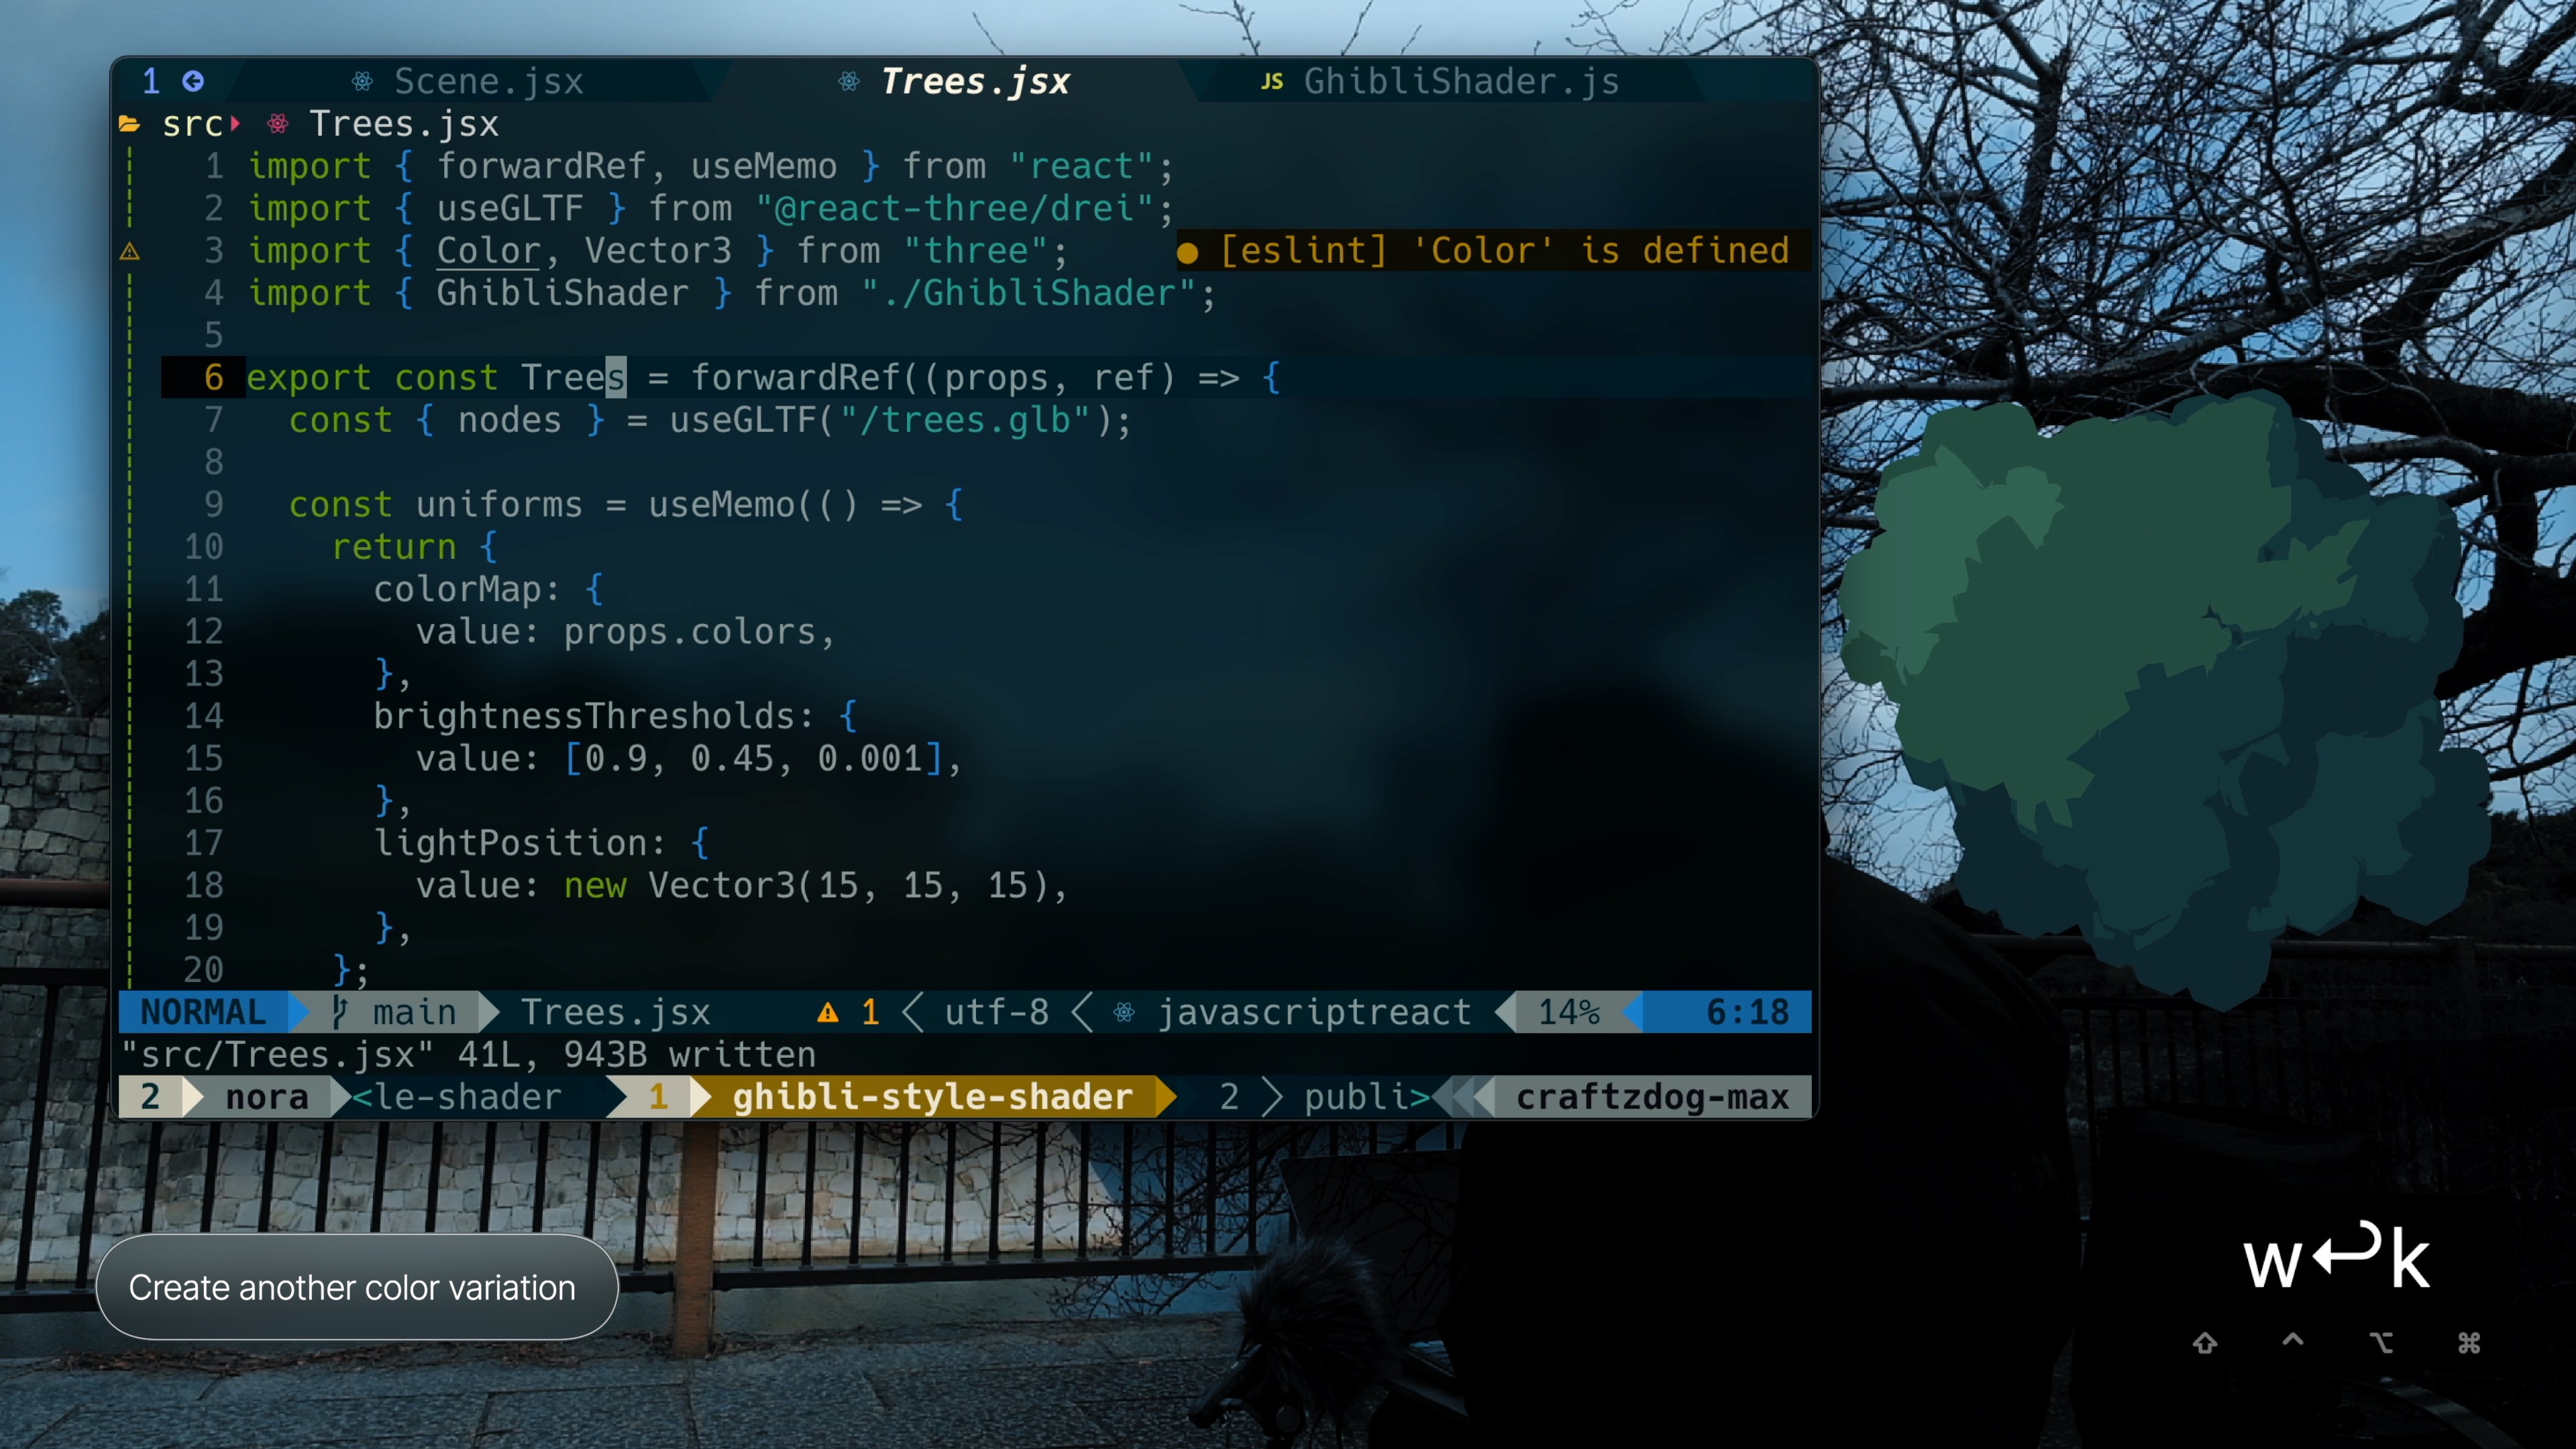 1 Scene.jsx Trees.jsx JS GhibliShader.js
src Trees.jsx
1 import { forwardRef, useMemo } from "react";
2 import { useGLTF } from "@react-three/drei";
3 import { Color, Vector3 } from "three"; ● [eslint] 'Color' is defined
4 import { GhibliShader } from "./GhibliShader";
5
6 export const Trees = forwardRef((props, ref) => {
7 const { nodes } = useGLTF("/trees.glb");
8
9 const uniforms = useMemo(() => {
10 return {
11 colorMap: {
12 value: props.colors,
13 },
14 brightnessThresholds: {
15 value: [0.9, 0.45, 0.001],
16 },
17 lightPosition: {
18 value: new Vector3(15, 15, 15),
19 },
20 };
NORMAL main Trees.jsx 1 utf-8 javascriptreact 14% 6:18
"src/Trees.jsx" 41L, 943B written
2 nora <le-shader 1 ghibli-style-shader 2 publi> craftzdog-max
Create another color variation
w↩k
⇧ ⌃ ⌥ ⌘